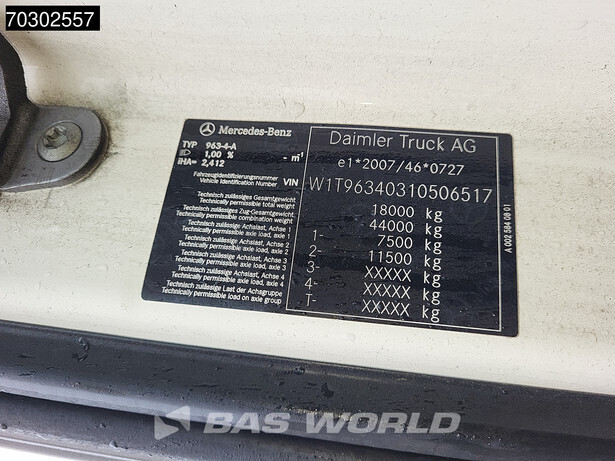 70302557
Mercedes-Benz
Daimler Truck AG
TYP 963-4-A
1,00 % - m¹
iHA= 2,412
e1*2007/46*0727
Fahrzeugidentifizierungsnummer
Vehicle Identification Number VIN W1T96340310506517
Technisch zulässiges Gesamtgewicht
Technically permissible total weight 18000 kg
Technisch zulässiges Zug-Gesamtgewicht
Technically permissible combination weight 44000 kg
Technisch zulässige Achslast, Achse 1
Technically permissible axle load, axle 1 1- 7500 kg
Technisch zulässige Achslast, Achse 2
Technically permissible axle load, axle 2 2- 11500 kg
Technisch zulässige Achslast, Achse 3
Technically permissible axle load, axle 3 3- XXXXX kg
Technisch zulässige Achslast, Achse 4
Technically permissible axle load, axle 4 4- XXXXX kg
Technisch zulässige Last der Achsgruppe
Technically permissible load on axle group T- XXXXX kg
A 002 584 08 01
BAS WORLD